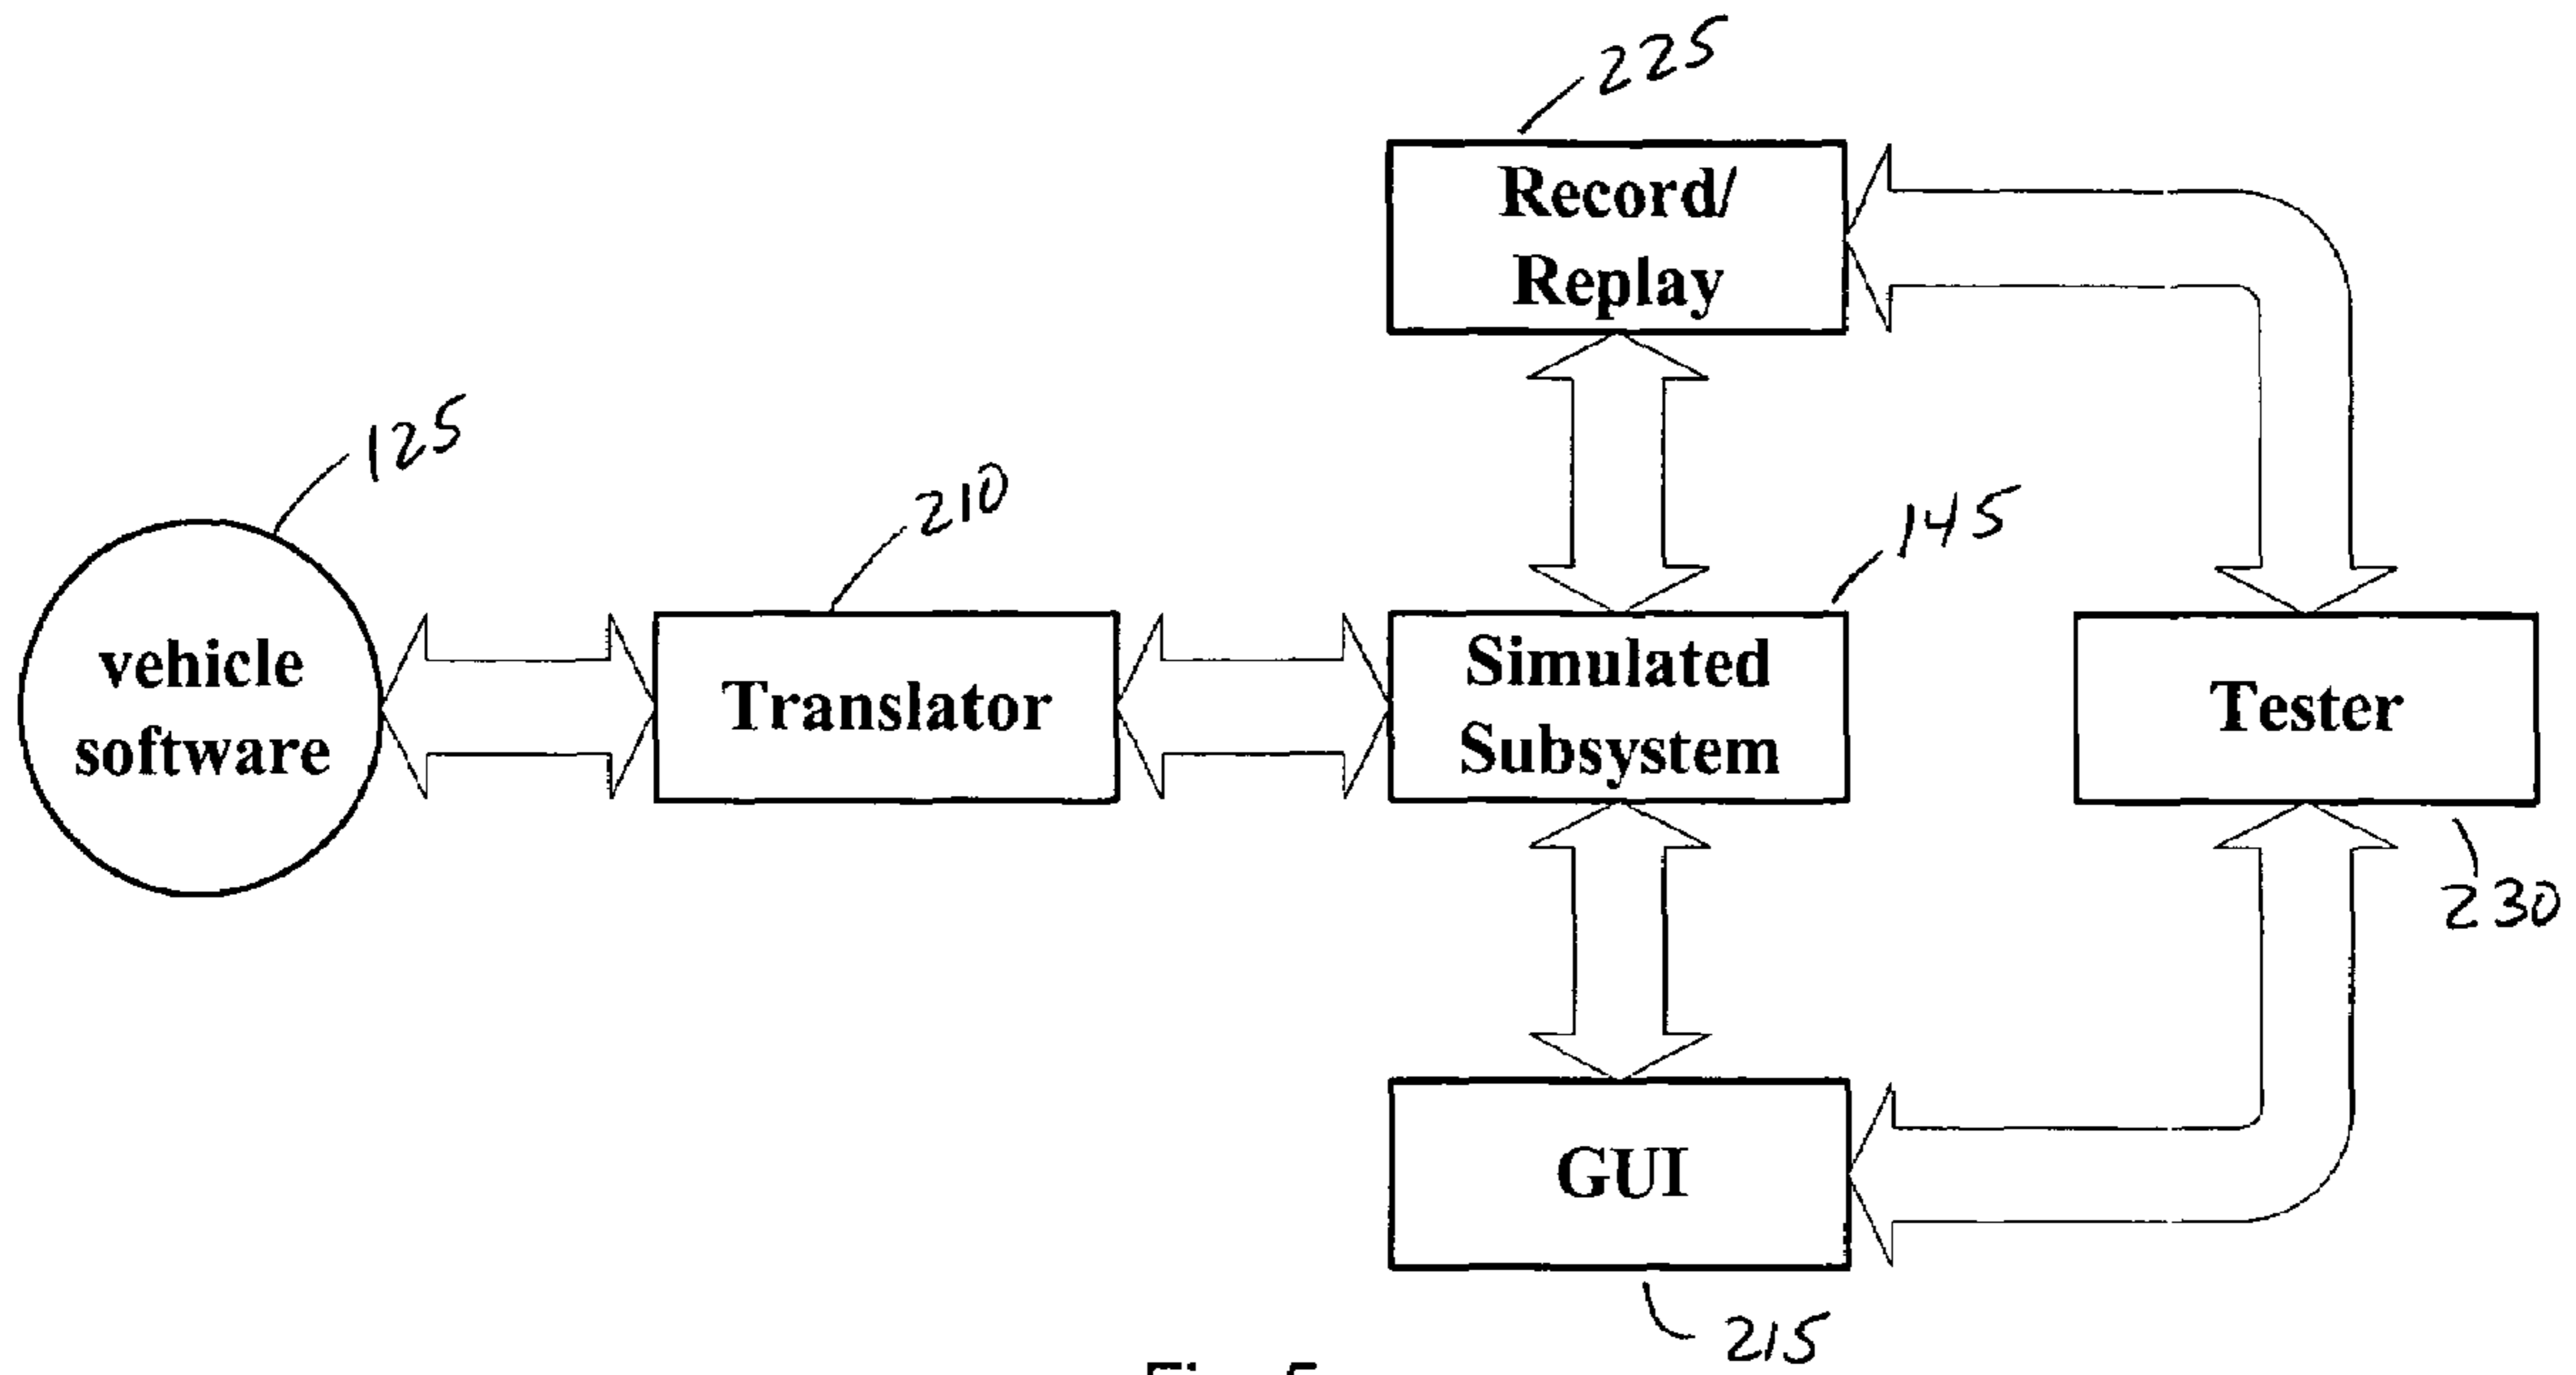 225
Record/
Replay
125
210
145
vehicle
software
Translator
Simulated
Subsystem
Tester
230
GUI
215